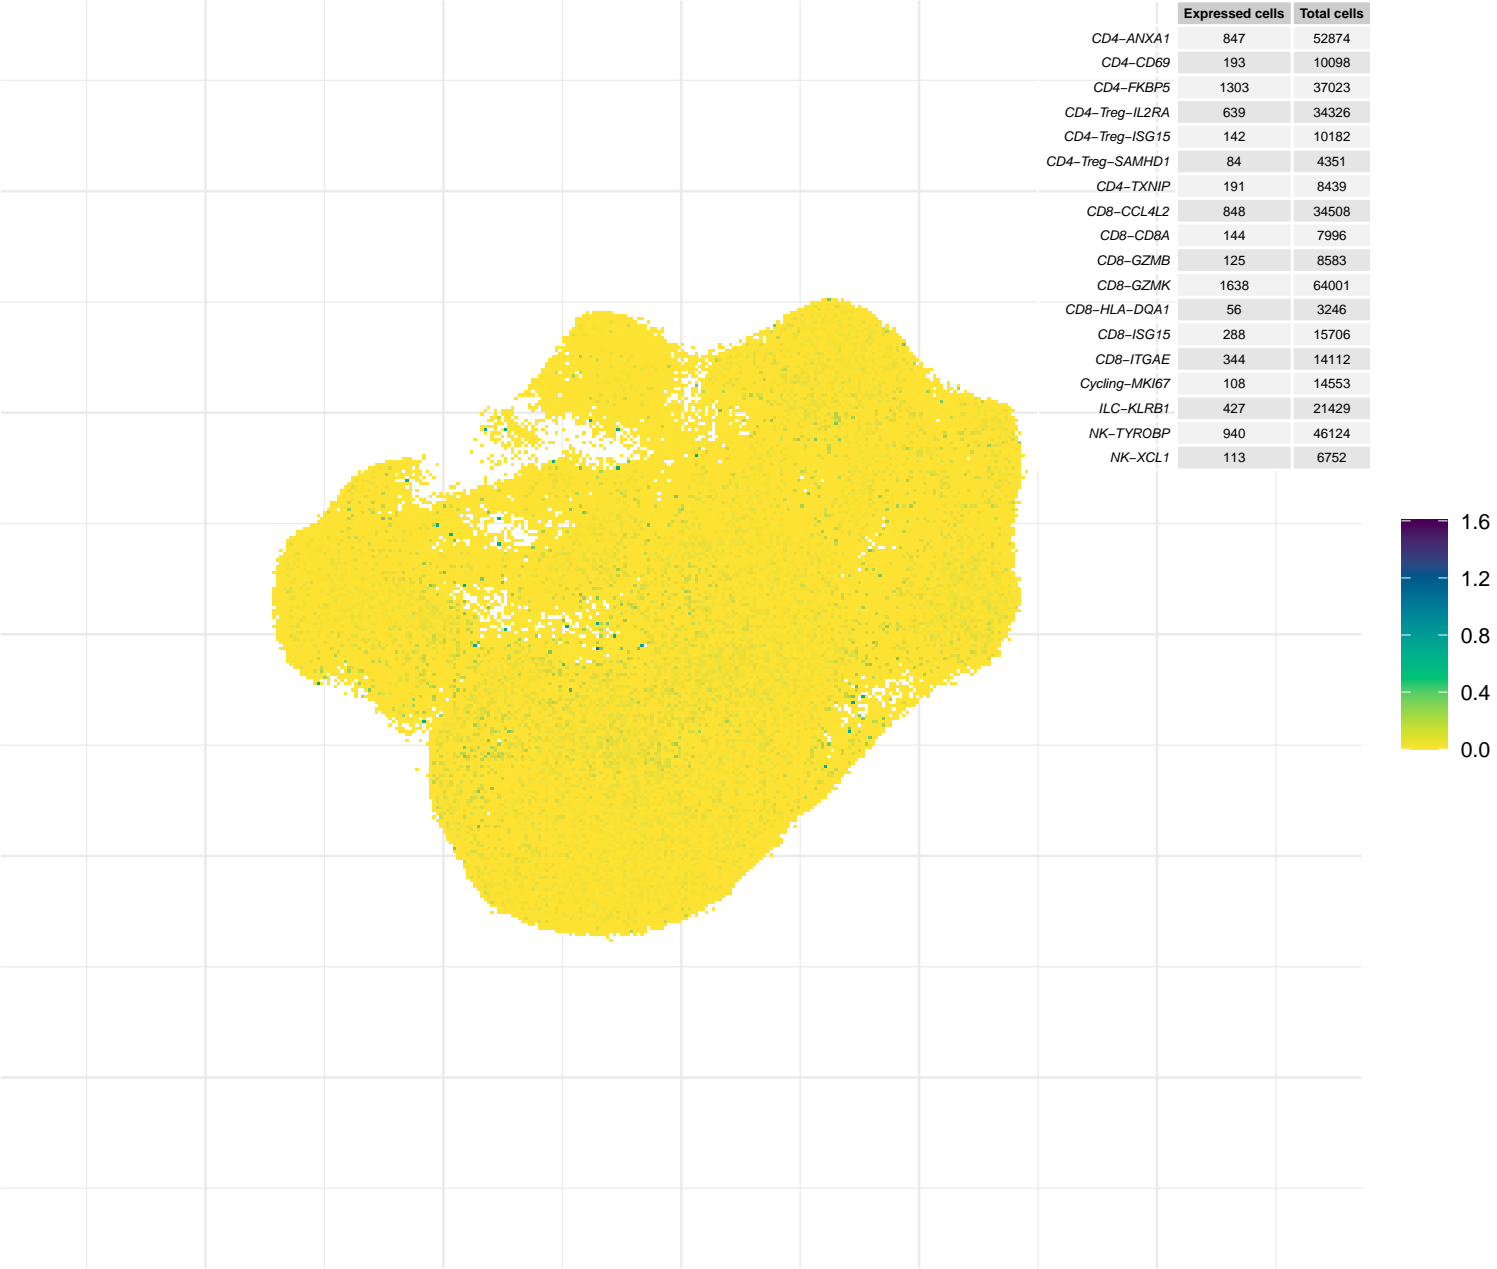 Expressed cells Total cells
CD4−ANXA1 847 52874
CD4−CD69 193 10098
CD4−FKBP5 1303 37023
CD4−Treg−IL2RA 639 34326
CD4−Treg−ISG15 142 10182
CD4−Treg−SAMHD1 84 4351
CD4−TXNIP 191 8439
CD8−CCL4L2 848 34508
CD8−CD8A 144 7996
CD8−GZMB 125 8583
CD8−GZMK 1638 64001
CD8−HLA−DQA1 56 3246
CD8−ISG15 288 15706
CD8−ITGAE 344 14112
Cycling−MKI67 108 14553
ILC−KLRB1 427 21429
NK−TYROBP 940 46124
NK−XCL1 113 6752
1.6
1.2
0.8
0.4
0.0